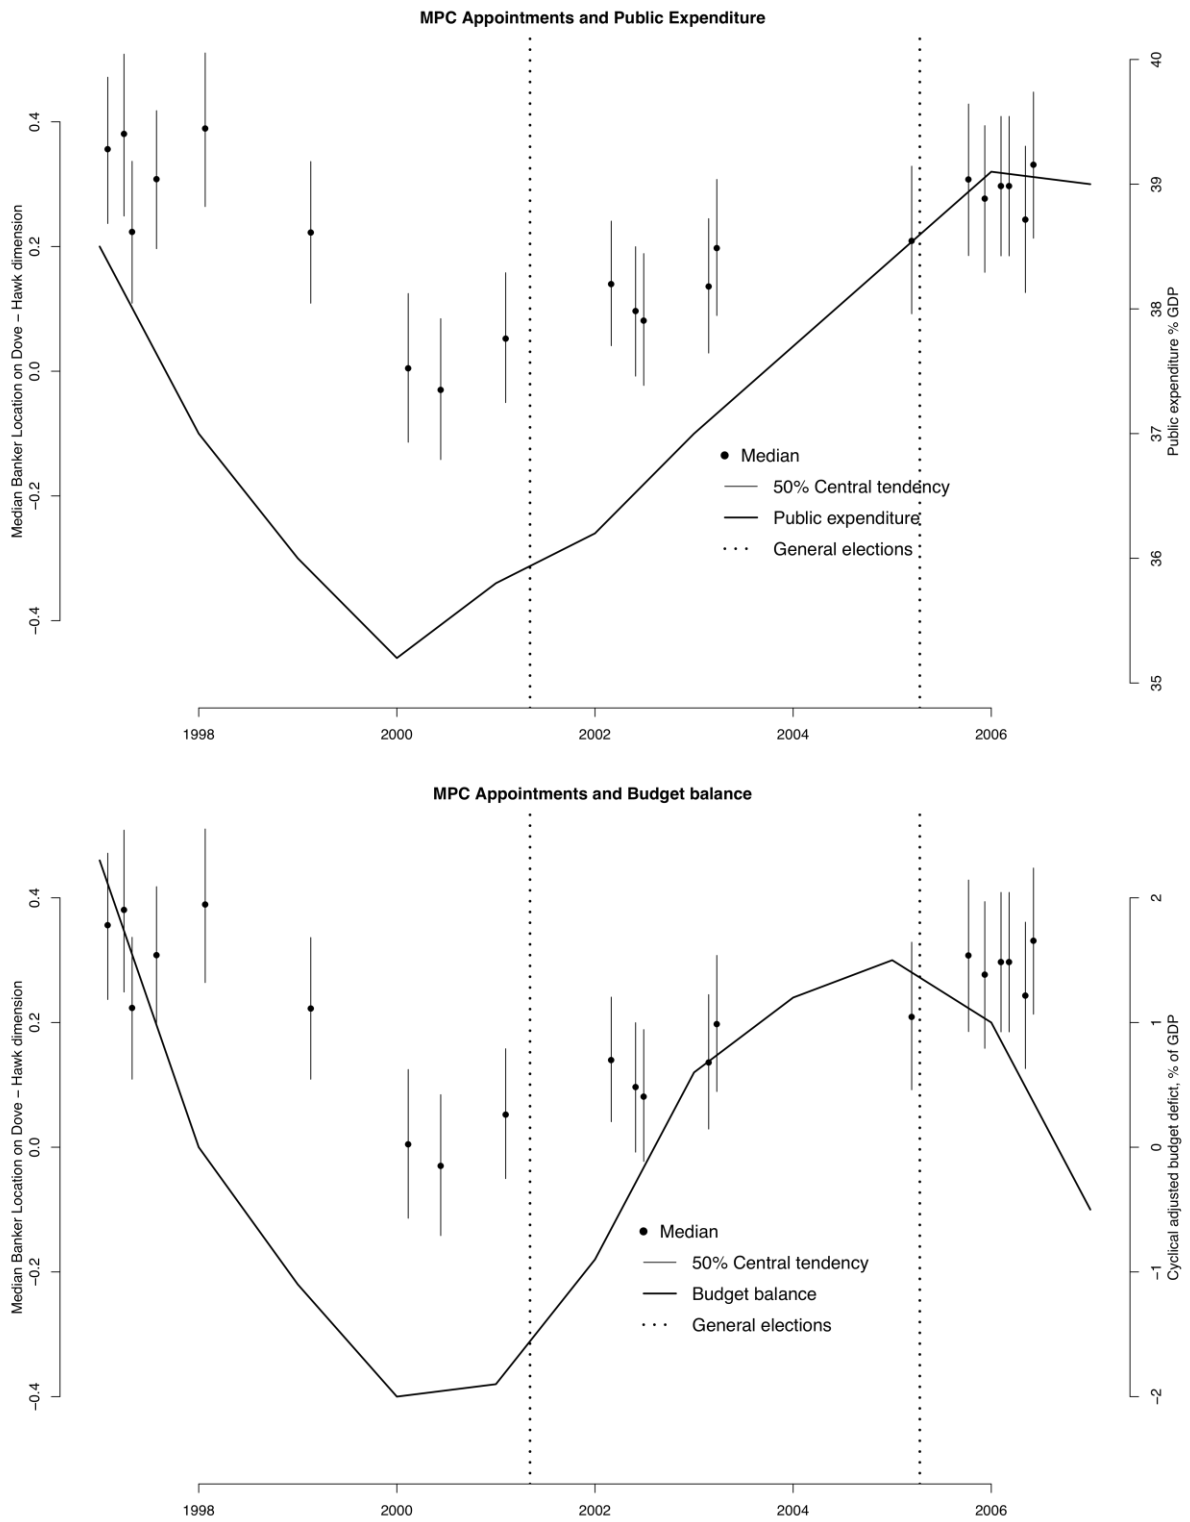 MPC Appointments and Public Expenditure
Median Banker Location on Dove − Hawk dimension
0.4
0.2
0.0
−0.2
−0.4
40
39
38
37
36
35
Public expenditure % GDP
Median
50% Central tendency
Public expenditure
General elections
1998 2000 2002 2004 2006
MPC Appointments and Budget balance
Median Banker Location on Dove − Hawk dimension
0.4
0.2
0.0
−0.2
−0.4
2
1
0
−1
−2
Cyclical adjusted budget defict, % of GDP
Median
50% Central tendency
Budget balance
General elections
1998 2000 2002 2004 2006